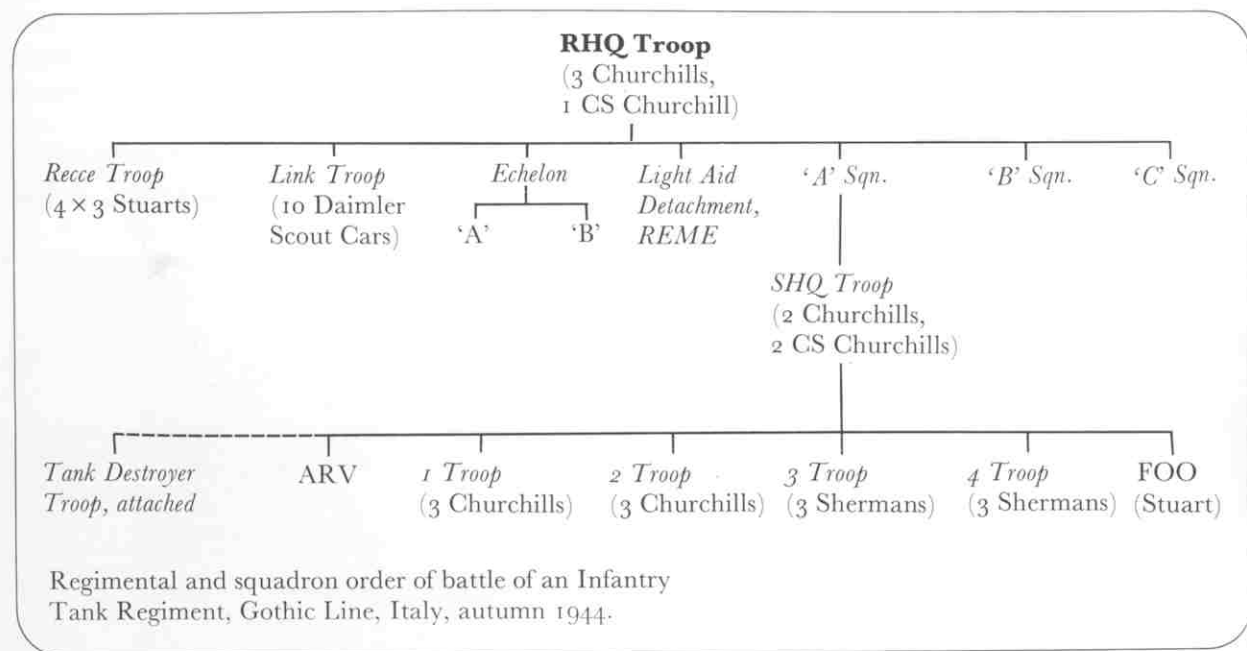 RHQ Troop
(3 Churchills,
1 CS Churchill)
Recce Troop
(4 × 3 Stuarts)
Link Troop
(10 Daimler
Scout Cars)
Echelon
‘A’
‘B’
Light Aid
Detachment,
REME
‘A’ Sqn.
‘B’ Sqn.
‘C’ Sqn.
SHQ Troop
(2 Churchills,
2 CS Churchills)
Tank Destroyer
Troop, attached
ARV
1 Troop
(3 Churchills)
2 Troop
(3 Churchills)
3 Troop
(3 Shermans)
4 Troop
(3 Shermans)
FOO
(Stuart)
Regimental and squadron order of battle of an Infantry
Tank Regiment, Gothic Line, Italy, autumn 1944.